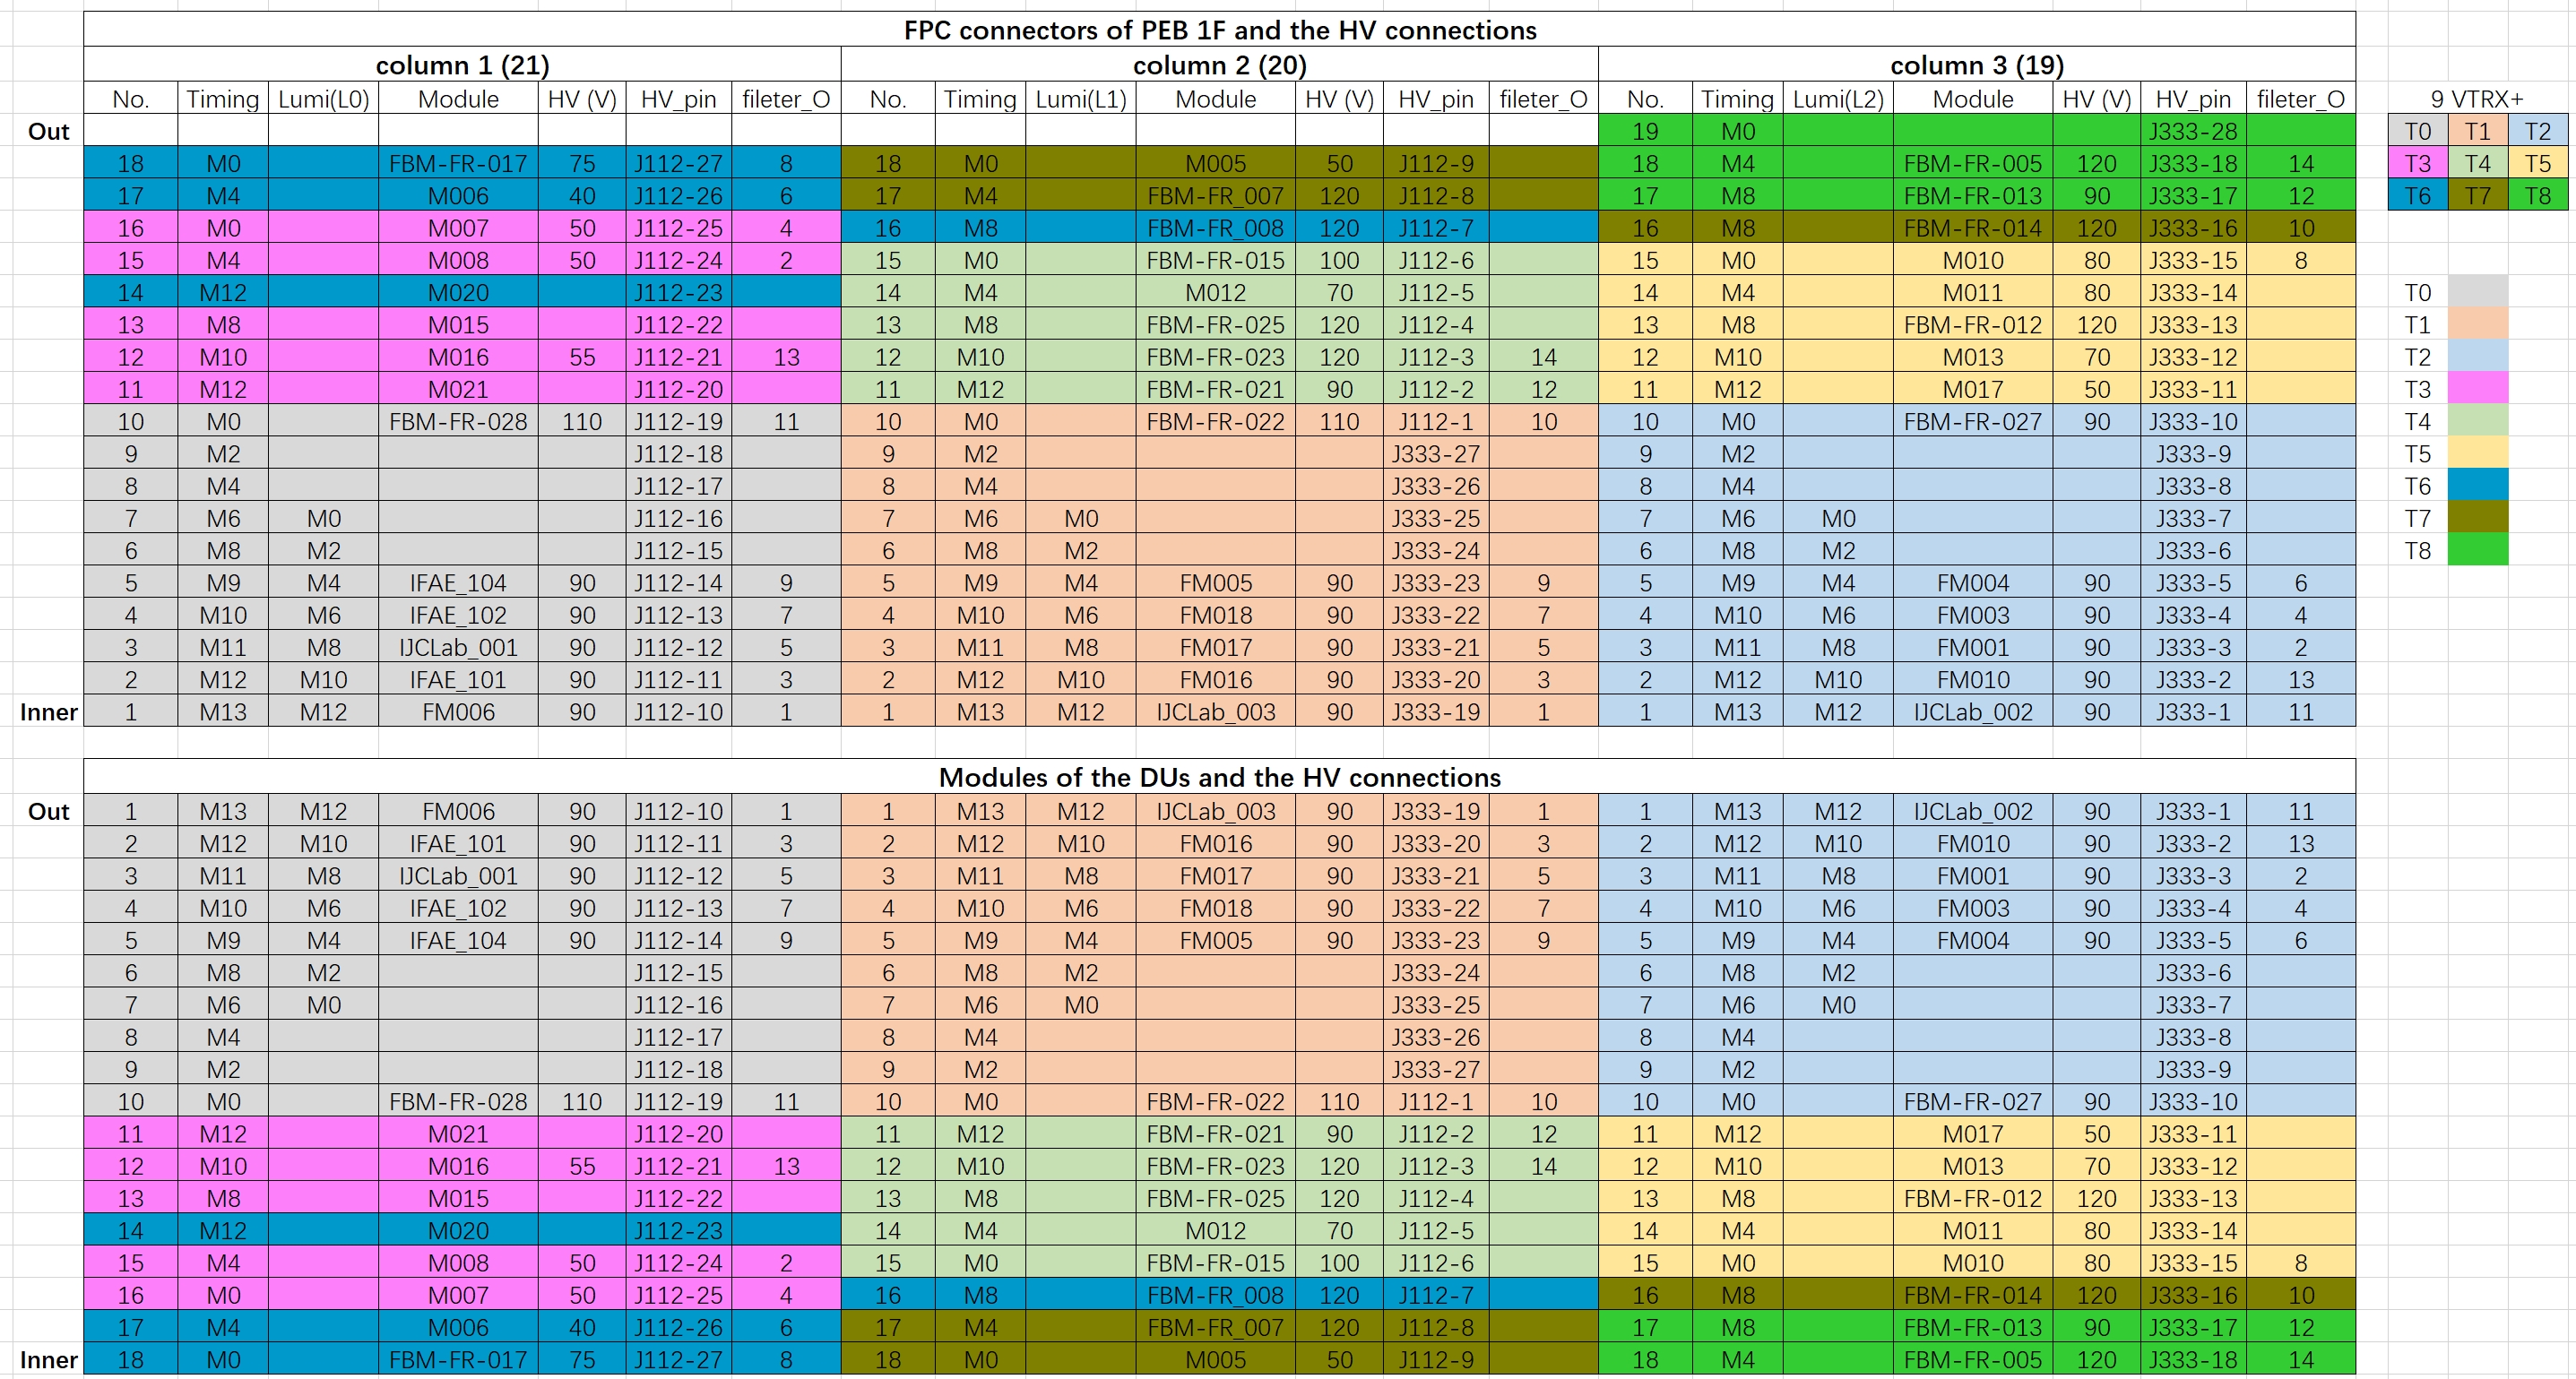 FPC connectors of PEB 1F and the HV connections
column 1 (21) column 2 (20) column 3 (19)
No. Timing Lumi(L0) Module HV (V) HV_pin fileter_O No. Timing Lumi(L1) Module HV (V) HV_pin fileter_O No. Timing Lumi(L2) Module HV (V) HV_pin fileter_O 9 VTRX+
Out 19 M0 J333-28 T0 T1 T2
18 M0 FBM-FR-017 75 J112-27 8 18 M0 M005 50 J112-9 18 M4 FBM-FR-005 120 J333-18 14 T3 T4 T5
17 M4 M006 40 J112-26 6 17 M4 FBM-FR_007 120 J112-8 17 M8 FBM-FR-013 90 J333-17 12 T6 T7 T8
16 M0 M007 50 J112-25 4 16 M8 FBM-FR_008 120 J112-7 16 M8 FBM-FR-014 120 J333-16 10
15 M4 M008 50 J112-24 2 15 M0 FBM-FR-015 100 J112-6 15 M0 M010 80 J333-15 8
14 M12 M020 J112-23 14 M4 M012 70 J112-5 14 M4 M011 80 J333-14 T0
13 M8 M015 J112-22 13 M8 FBM-FR-025 120 J112-4 13 M8 FBM-FR-012 120 J333-13 T1
12 M10 M016 55 J112-21 13 12 M10 FBM-FR-023 120 J112-3 14 12 M10 M013 70 J333-12 T2
11 M12 M021 J112-20 11 M12 FBM-FR-021 90 J112-2 12 11 M12 M017 50 J333-11 T3
10 M0 FBM-FR-028 110 J112-19 11 10 M0 FBM-FR-022 110 J112-1 10 10 M0 FBM-FR-027 90 J333-10 T4
9 M2 J112-18 9 M2 J333-27 9 M2 J333-9 T5
8 M4 J112-17 8 M4 J333-26 8 M4 J333-8 T6
7 M6 M0 J112-16 7 M6 M0 J333-25 7 M6 M0 J333-7 T7
6 M8 M2 J112-15 6 M8 M2 J333-24 6 M8 M2 J333-6 T8
5 M9 M4 IFAE_104 90 J112-14 9 5 M9 M4 FM005 90 J333-23 9 5 M9 M4 FM004 90 J333-5 6
4 M10 M6 IFAE_102 90 J112-13 7 4 M10 M6 FM018 90 J333-22 7 4 M10 M6 FM003 90 J333-4 4
3 M11 M8 IJCLab_001 90 J112-12 5 3 M11 M8 FM017 90 J333-21 5 3 M11 M8 FM001 90 J333-3 2
2 M12 M10 IFAE_101 90 J112-11 3 2 M12 M10 FM016 90 J333-20 3 2 M12 M10 FM010 90 J333-2 13
Inner 1 M13 M12 FM006 90 J112-10 1 1 M13 M12 IJCLab_003 90 J333-19 1 1 M13 M12 IJCLab_002 90 J333-1 11
Modules of the DUs and the HV connections
Out 1 M13 M12 FM006 90 J112-10 1 1 M13 M12 IJCLab_003 90 J333-19 1 1 M13 M12 IJCLab_002 90 J333-1 11
2 M12 M10 IFAE_101 90 J112-11 3 2 M12 M10 FM016 90 J333-20 3 2 M12 M10 FM010 90 J333-2 13
3 M11 M8 IJCLab_001 90 J112-12 5 3 M11 M8 FM017 90 J333-21 5 3 M11 M8 FM001 90 J333-3 2
4 M10 M6 IFAE_102 90 J112-13 7 4 M10 M6 FM018 90 J333-22 7 4 M10 M6 FM003 90 J333-4 4
5 M9 M4 IFAE_104 90 J112-14 9 5 M9 M4 FM005 90 J333-23 9 5 M9 M4 FM004 90 J333-5 6
6 M8 M2 J112-15 6 M8 M2 J333-24 6 M8 M2 J333-6
7 M6 M0 J112-16 7 M6 M0 J333-25 7 M6 M0 J333-7
8 M4 J112-17 8 M4 J333-26 8 M4 J333-8
9 M2 J112-18 9 M2 J333-27 9 M2 J333-9
10 M0 FBM-FR-028 110 J112-19 11 10 M0 FBM-FR-022 110 J112-1 10 10 M0 FBM-FR-027 90 J333-10
11 M12 M021 J112-20 11 M12 FBM-FR-021 90 J112-2 12 11 M12 M017 50 J333-11
12 M10 M016 55 J112-21 13 12 M10 FBM-FR-023 120 J112-3 14 12 M10 M013 70 J333-12
13 M8 M015 J112-22 13 M8 FBM-FR-025 120 J112-4 13 M8 FBM-FR-012 120 J333-13
14 M12 M020 J112-23 14 M4 M012 70 J112-5 14 M4 M011 80 J333-14
15 M4 M008 50 J112-24 2 15 M0 FBM-FR-015 100 J112-6 15 M0 M010 80 J333-15 8
16 M0 M007 50 J112-25 4 16 M8 FBM-FR_008 120 J112-7 16 M8 FBM-FR-014 120 J333-16 10
17 M4 M006 40 J112-26 6 17 M4 FBM-FR_007 120 J112-8 17 M8 FBM-FR-013 90 J333-17 12
Inner 18 M0 FBM-FR-017 75 J112-27 8 18 M0 M005 50 J112-9 18 M4 FBM-FR-005 120 J333-18 14